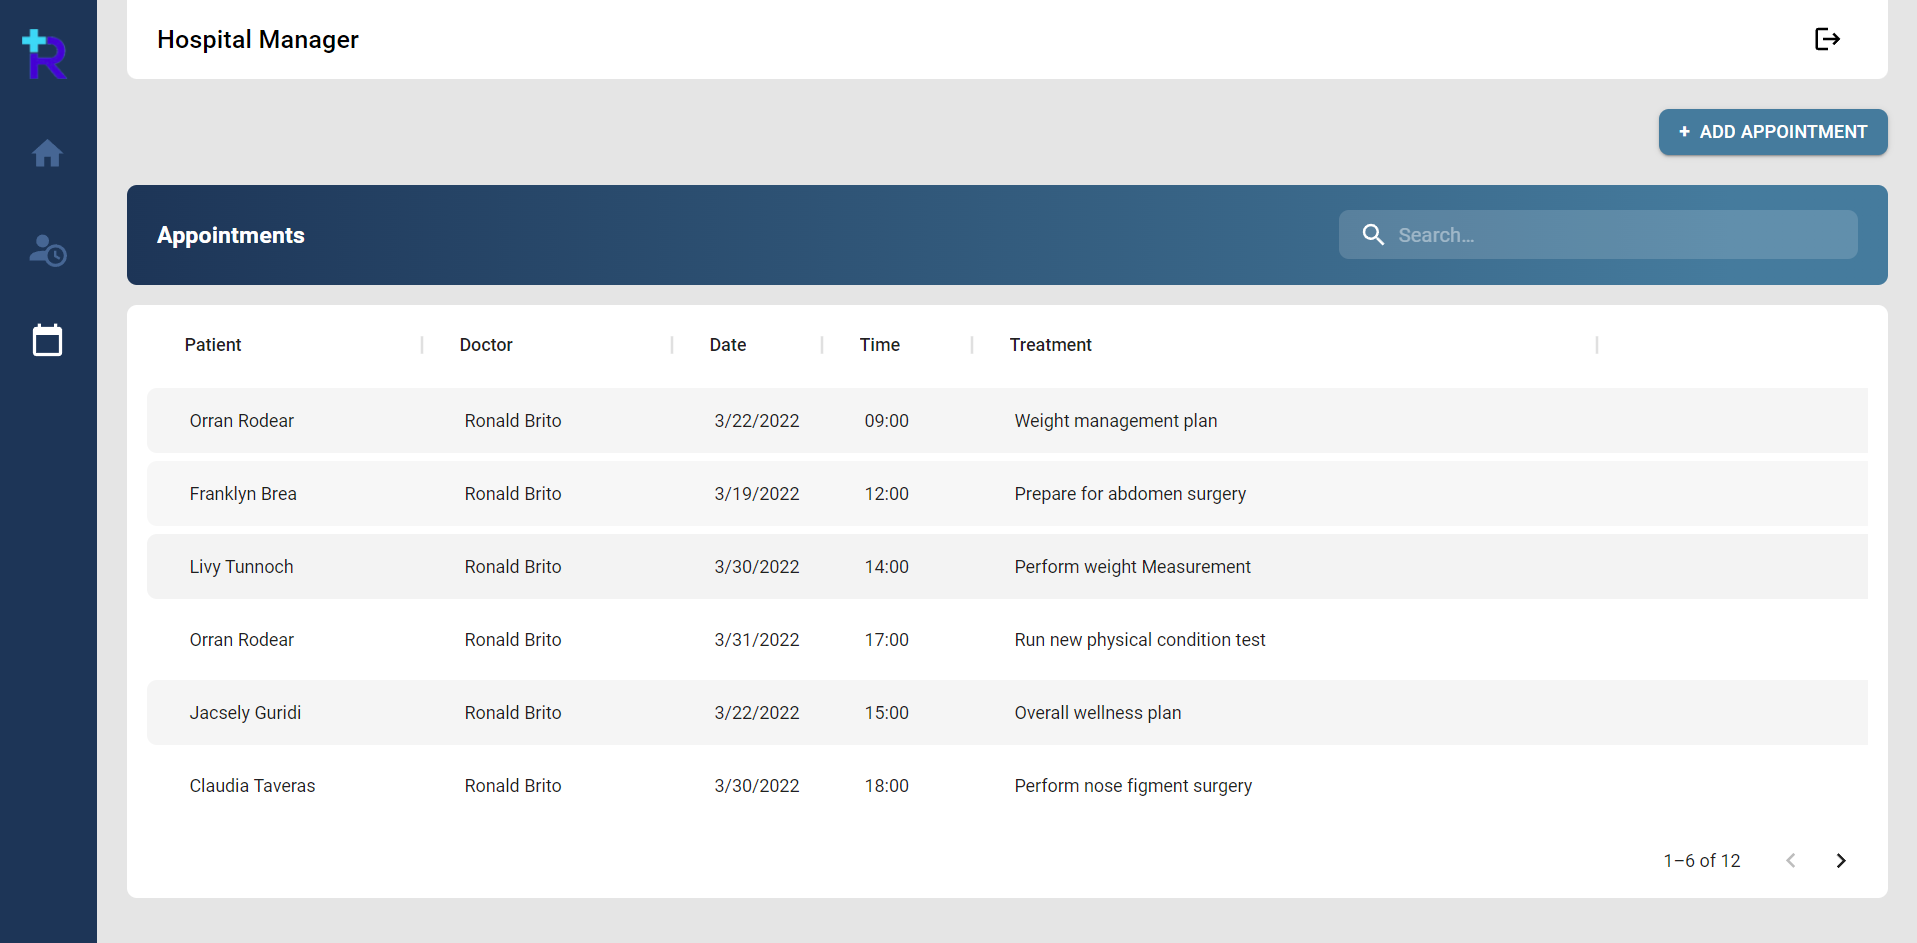 Hospital Manager
+ ADD APPOINTMENT
Appointments
Search...
Patient Doctor Date Time Treatment
Orran Rodear Ronald Brito 3/22/2022 09:00 Weight management plan
Franklyn Brea Ronald Brito 3/19/2022 12:00 Prepare for abdomen surgery
Livy Tunnoch Ronald Brito 3/30/2022 14:00 Perform weight Measurement
Orran Rodear Ronald Brito 3/31/2022 17:00 Run new physical condition test
Jacsely Guridi Ronald Brito 3/22/2022 15:00 Overall wellness plan
Claudia Taveras Ronald Brito 3/30/2022 18:00 Perform nose figment surgery
1–6 of 12